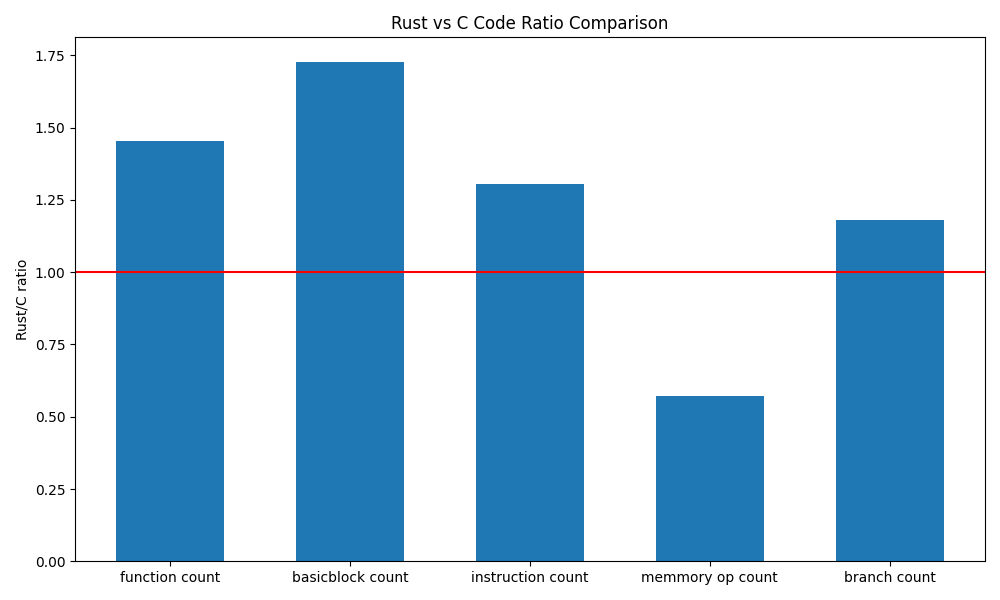 Rust vs C Code Ratio Comparison
Rust/C ratio
1.75
1.50
1.25
1.00
0.75
0.50
0.25
0.00
function count
basicblock count
instruction count
memmory op count
branch count